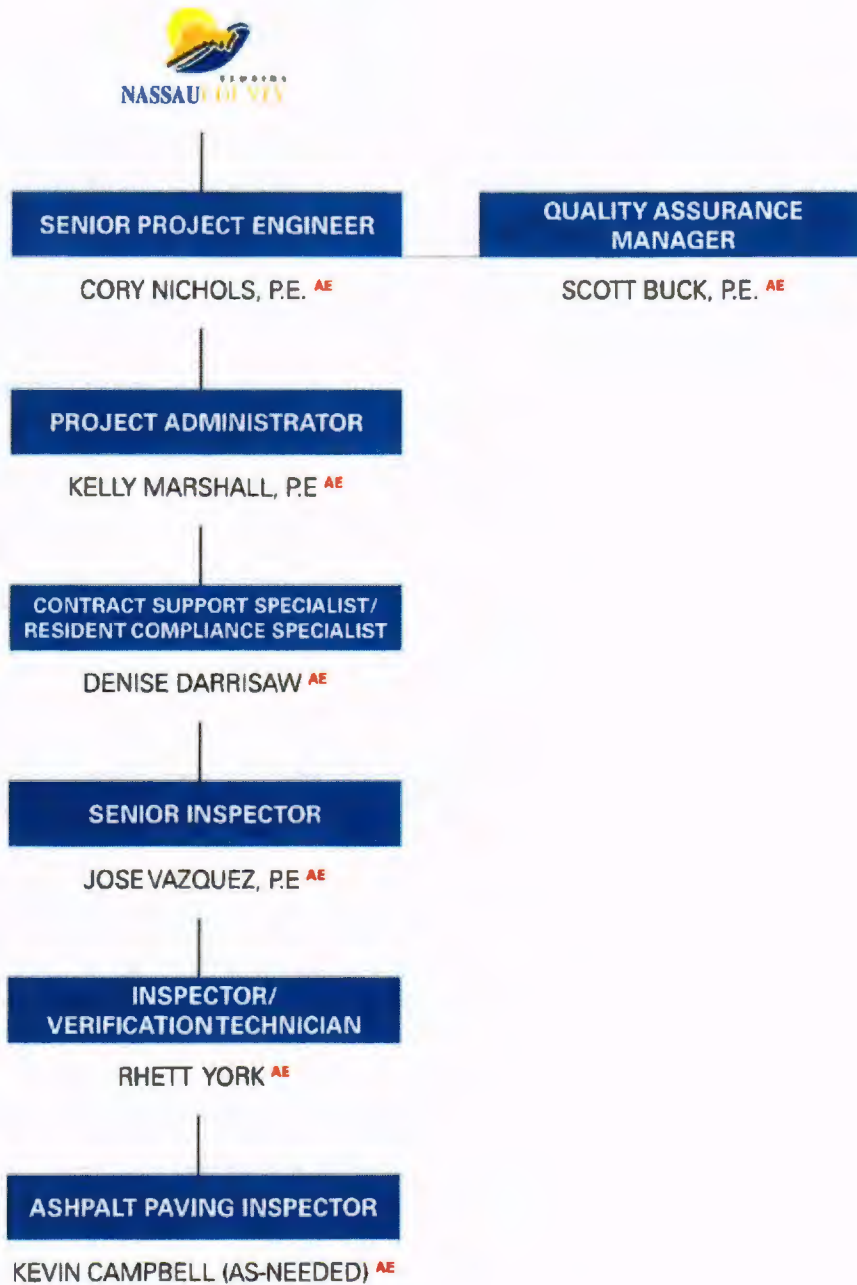 FLORIDA
NASSAU COUNTY
SENIOR PROJECT ENGINEER
CORY NICHOLS, P.E. AE
QUALITY ASSURANCE
MANAGER
SCOTT BUCK, P.E. AE
PROJECT ADMINISTRATOR
KELLY MARSHALL, P.E AE
CONTRACT SUPPORT SPECIALIST/
RESIDENT COMPLIANCE SPECIALIST
DENISE DARRISAW AE
SENIOR INSPECTOR
JOSE VAZQUEZ, P.E AE
INSPECTOR/
VERIFICATION TECHNICIAN
RHETT YORK AE
ASHPALT PAVING INSPECTOR
KEVIN CAMPBELL (AS-NEEDED) AE